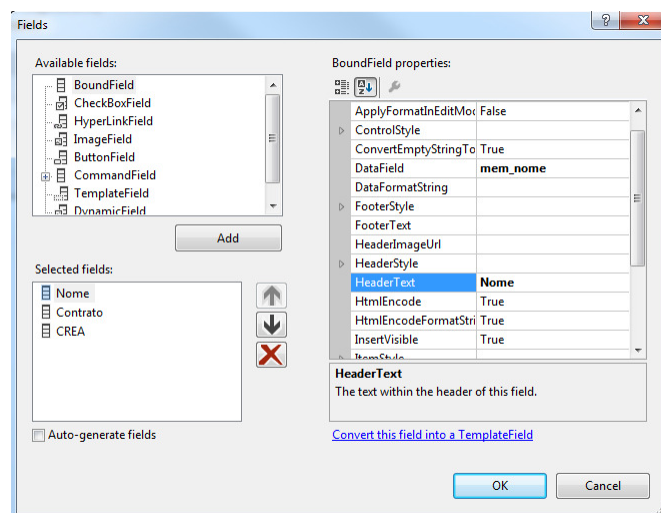 Fields
Available fields:
BoundField
CheckBoxField
HyperLinkField
ImageField
ButtonField
CommandField
TemplateField
DynamicField
Add
Selected fields:
Nome
Contrato
CREA
Auto-generate fields
BoundField properties:
ApplyFormatInEditMod False
ControlStyle
ConvertEmptyStringTo True
DataField mem_nome
DataFormatString
FooterStyle
FooterText
HeaderImageUrl
HeaderStyle
HeaderText Nome
HtmlEncode True
HtmlEncodeFormatStri True
InsertVisible True
ItemStyle
HeaderText
The text within the header of this field.
Convert this field into a TemplateField
OK Cancel